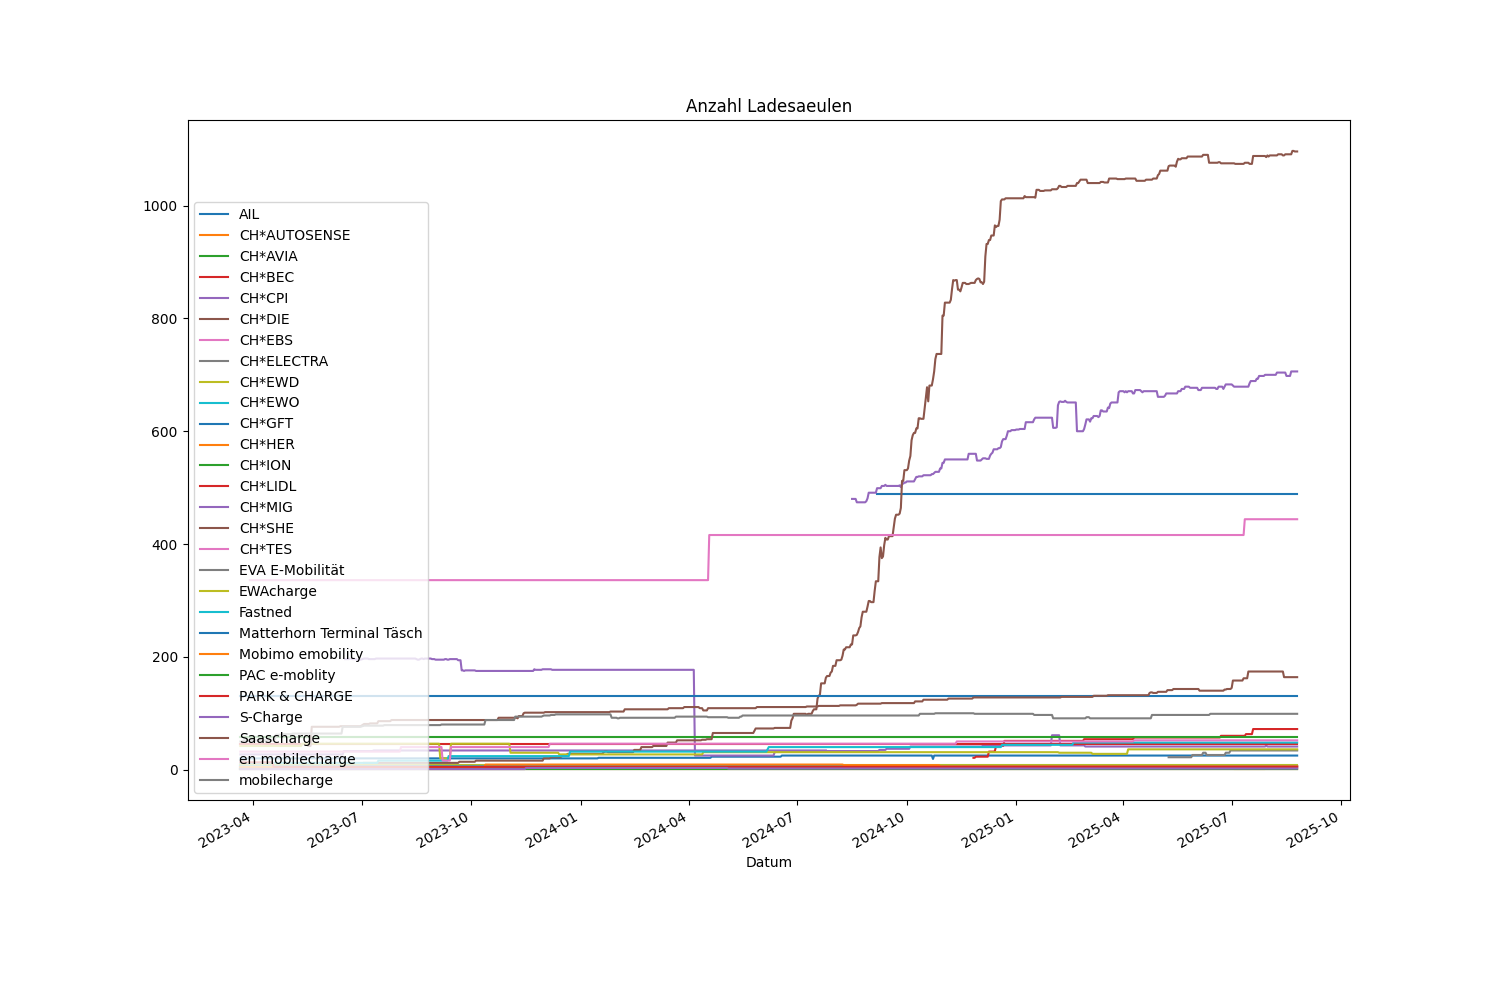 Anzahl Ladesaeulen
1000
800
600
400
200
0
AIL
CH*AUTOSENSE
CH*AVIA
CH*BEC
CH*CPI
CH*DIE
CH*EBS
CH*ELECTRA
CH*EWD
CH*EWO
CH*GFT
CH*HER
CH*ION
CH*LIDL
CH*MIG
CH*SHE
CH*TES
EVA E-Mobilität
EWAcharge
Fastned
Matterhorn Terminal Täsch
Mobimo emobility
PAC e-moblity
PARK & CHARGE
S-Charge
Saascharge
en mobilecharge
mobilecharge
2023-04
2023-07
2023-10
2024-01
2024-04
2024-07
2024-10
2025-01
2025-04
2025-07
2025-10
Datum